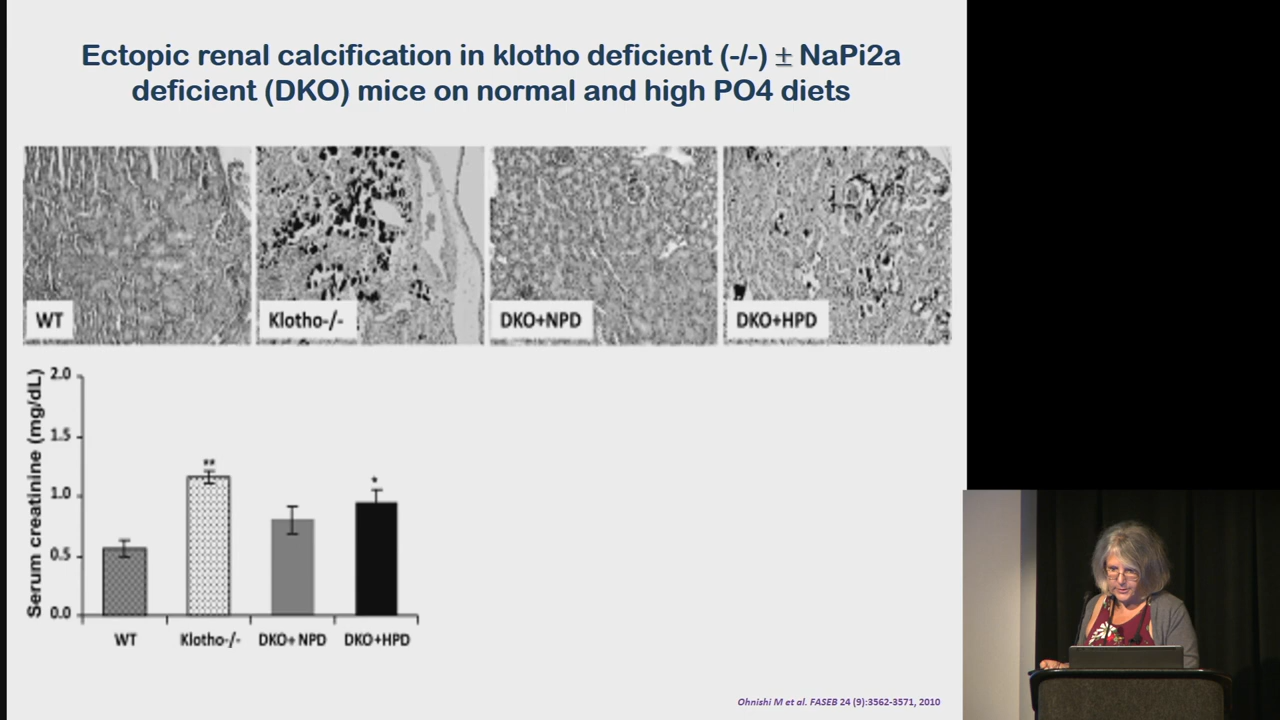 Ectopic renal calcification in klotho deficient (-/-) ± NaPi2a
deficient (DKO) mice on normal and high PO4 diets
WT
Klotho-/-
DKO+NPD
DKO+HPD
Serum creatinine (mg/dL)
2.0
1.5
1.0
0.5
0.0
**
*
WT
Klotho-/-
DKO+ NPD
DKO+HPD
Ohnishi M et al. FASEB 24 (9):3562-3571, 2010